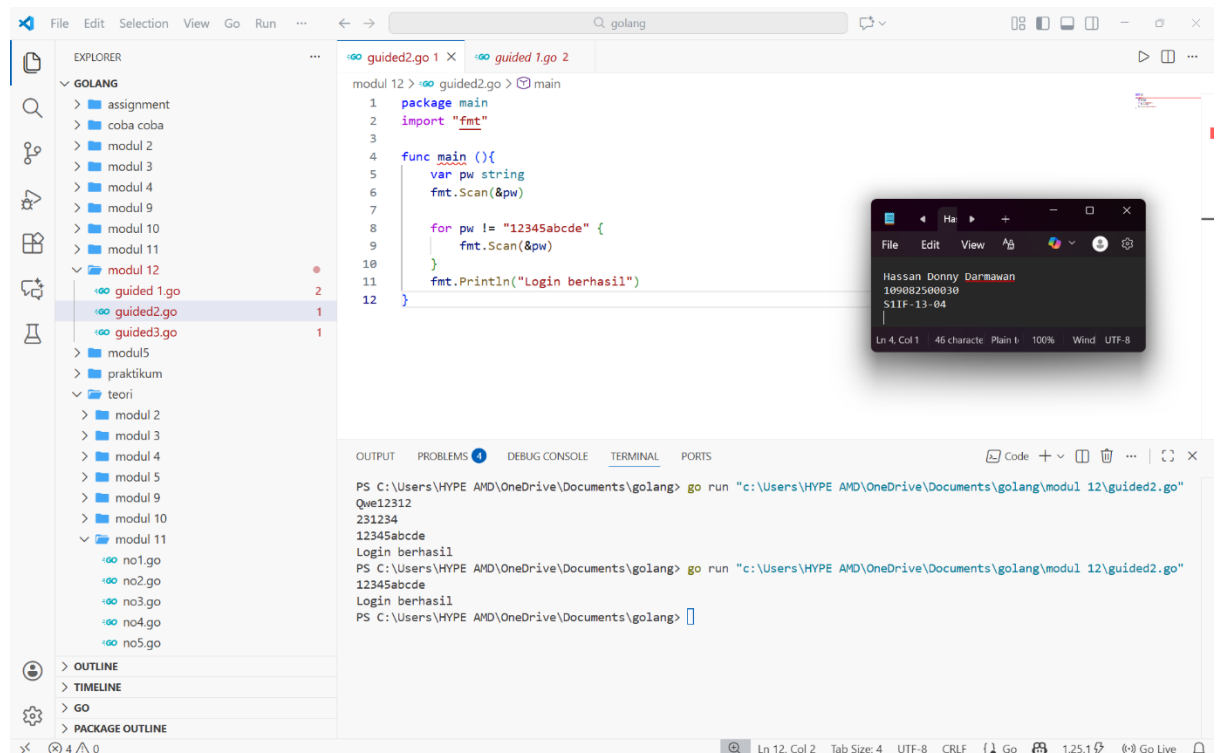 File Edit Selection View Go Run ···
golang
EXPLORER ···
GOLANG
assignment
coba coba
modul 2
modul 3
modul 4
modul 9
modul 10
modul 11
modul 12
guided 1.go 2
guided2.go 1
guided3.go 1
modul5
praktikum
teori
modul 2
modul 3
modul 4
modul 5
modul 9
modul 10
modul 11
no1.go
no2.go
no3.go
no4.go
no5.go
OUTLINE
TIMELINE
GO
PACKAGE OUTLINE
guided2.go 1 guided 1.go 2
modul 12 > guided2.go > main
1 package main
2 import "fmt"
3
4 func main (){
5 var pw string
6 fmt.Scan(&pw)
7
8 for pw != "12345abcde" {
9 fmt.Scan(&pw)
10 }
11 fmt.Println("Login berhasil")
12 }
File Edit View
Hassan Donny Darmawan
109082500030
S1IF-13-04
Ln 4, Col 1 46 characte Plain t 100% Wind UTF-8
OUTPUT PROBLEMS 4 DEBUG CONSOLE TERMINAL PORTS Code
PS C:\Users\HYPE AMD\OneDrive\Documents\golang> go run "c:\Users\HYPE AMD\OneDrive\Documents\golang\modul 12\guided2.go"
Qwe12312
231234
12345abcde
Login berhasil
PS C:\Users\HYPE AMD\OneDrive\Documents\golang> go run "c:\Users\HYPE AMD\OneDrive\Documents\golang\modul 12\guided2.go"
12345abcde
Login berhasil
PS C:\Users\HYPE AMD\OneDrive\Documents\golang>
4 0 Ln 12, Col 2 Tab Size: 4 UTF-8 CRLF Go 1.25.1 Go Live